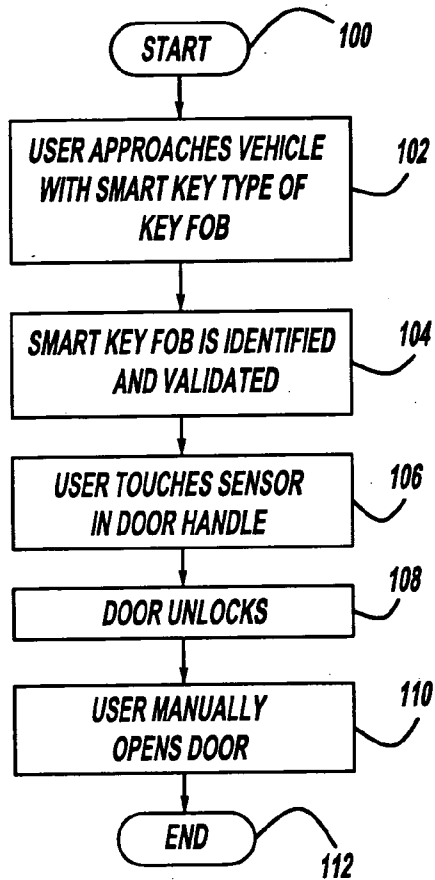 START
100
USER APPROACHES VEHICLE
WITH SMART KEY TYPE OF
KEY FOB
102
SMART KEY FOB IS IDENTIFIED
AND VALIDATED
104
USER TOUCHES SENSOR
IN DOOR HANDLE
106
DOOR UNLOCKS
108
USER MANUALLY
OPENS DOOR
110
END
112